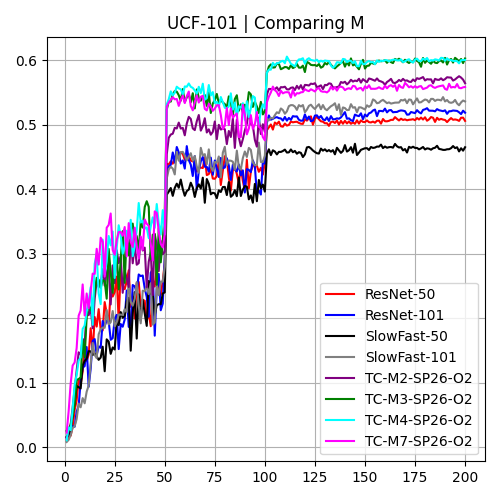 UCF-101 | Comparing M
0.6
0.5
0.4
0.3
0.2
0.1
0.0
0 25 50 75 100 125 150 175 200
ResNet-50
ResNet-101
SlowFast-50
SlowFast-101
TC-M2-SP26-O2
TC-M3-SP26-O2
TC-M4-SP26-O2
TC-M7-SP26-O2